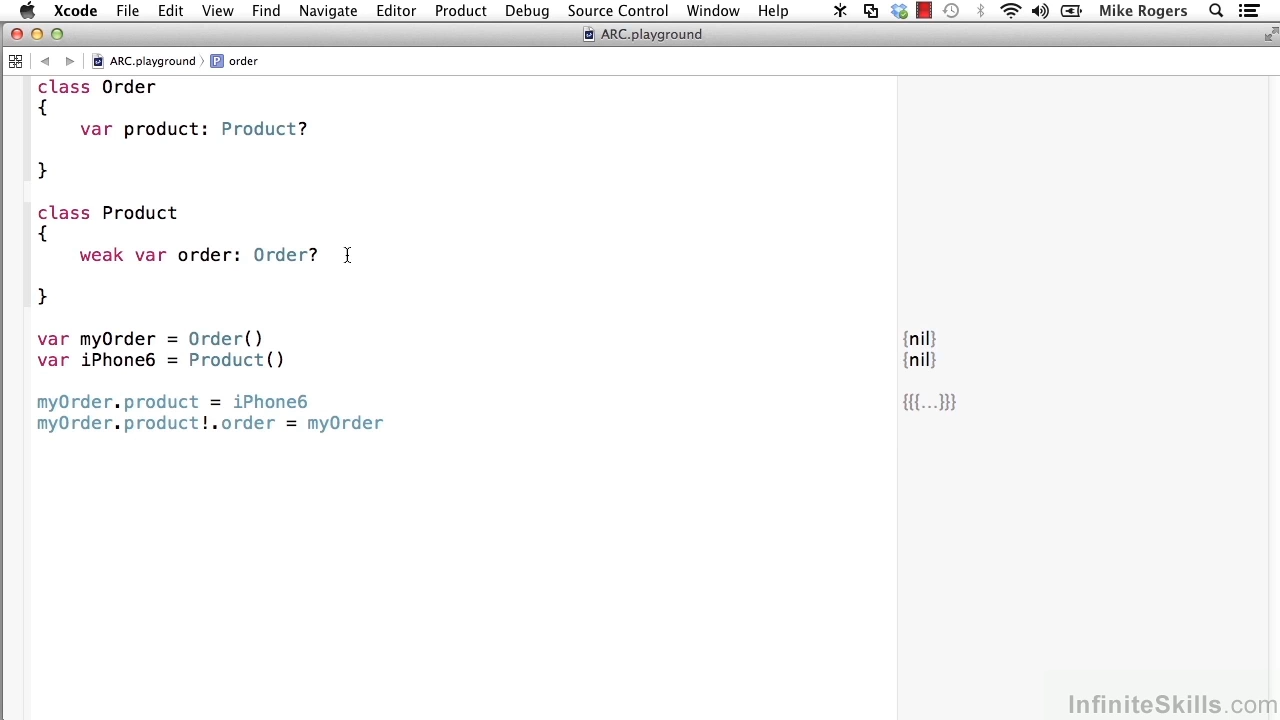 Xcode File Edit View Find Navigate Editor Product Debug Source Control Window Help Mike Rogers
ARC.playground
ARC.playground order
class Order
{
    var product: Product?
}
class Product
{
    weak var order: Order?
}
var myOrder = Order() {nil}
var iPhone6 = Product() {nil}
myOrder.product = iPhone6 {{{...}}}
myOrder.product!.order = myOrder
InfiniteSkills.com